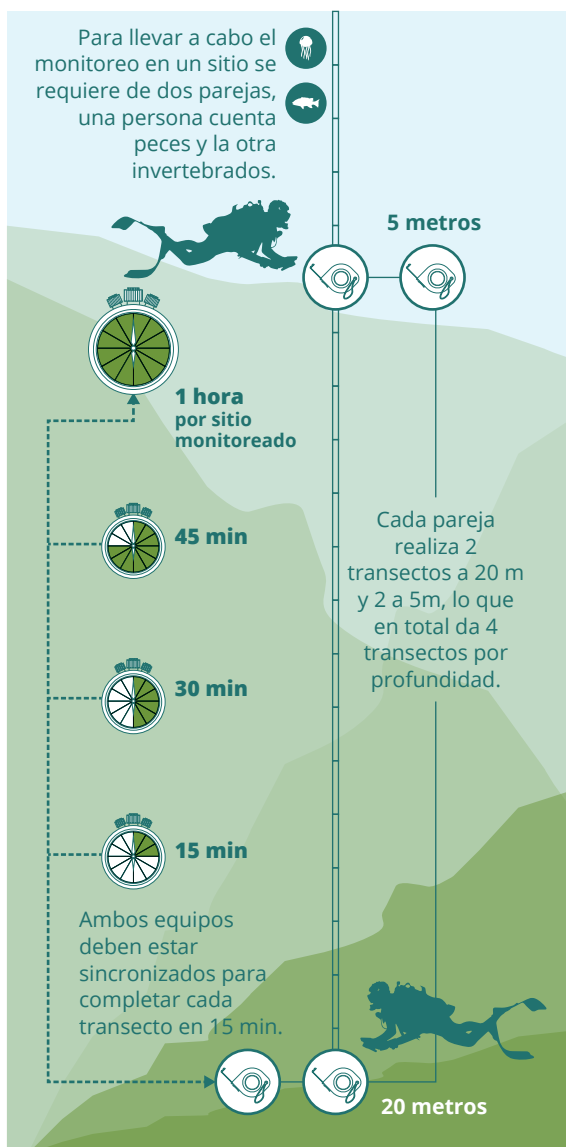 Para llevar a cabo el
monitoreo en un sitio se
requiere de dos parejas,
una persona cuenta
peces y la otra
invertebrados.
5 metros
1 hora
por sitio
monitoreado
45 min
Cada pareja
realiza 2
transectos a 20 m
y 2 a 5m, lo que
en total da 4
transectos por
profundidad.
30 min
15 min
Ambos equipos
deben estar
sincronizados para
completar cada
transecto en 15 min.
20 metros